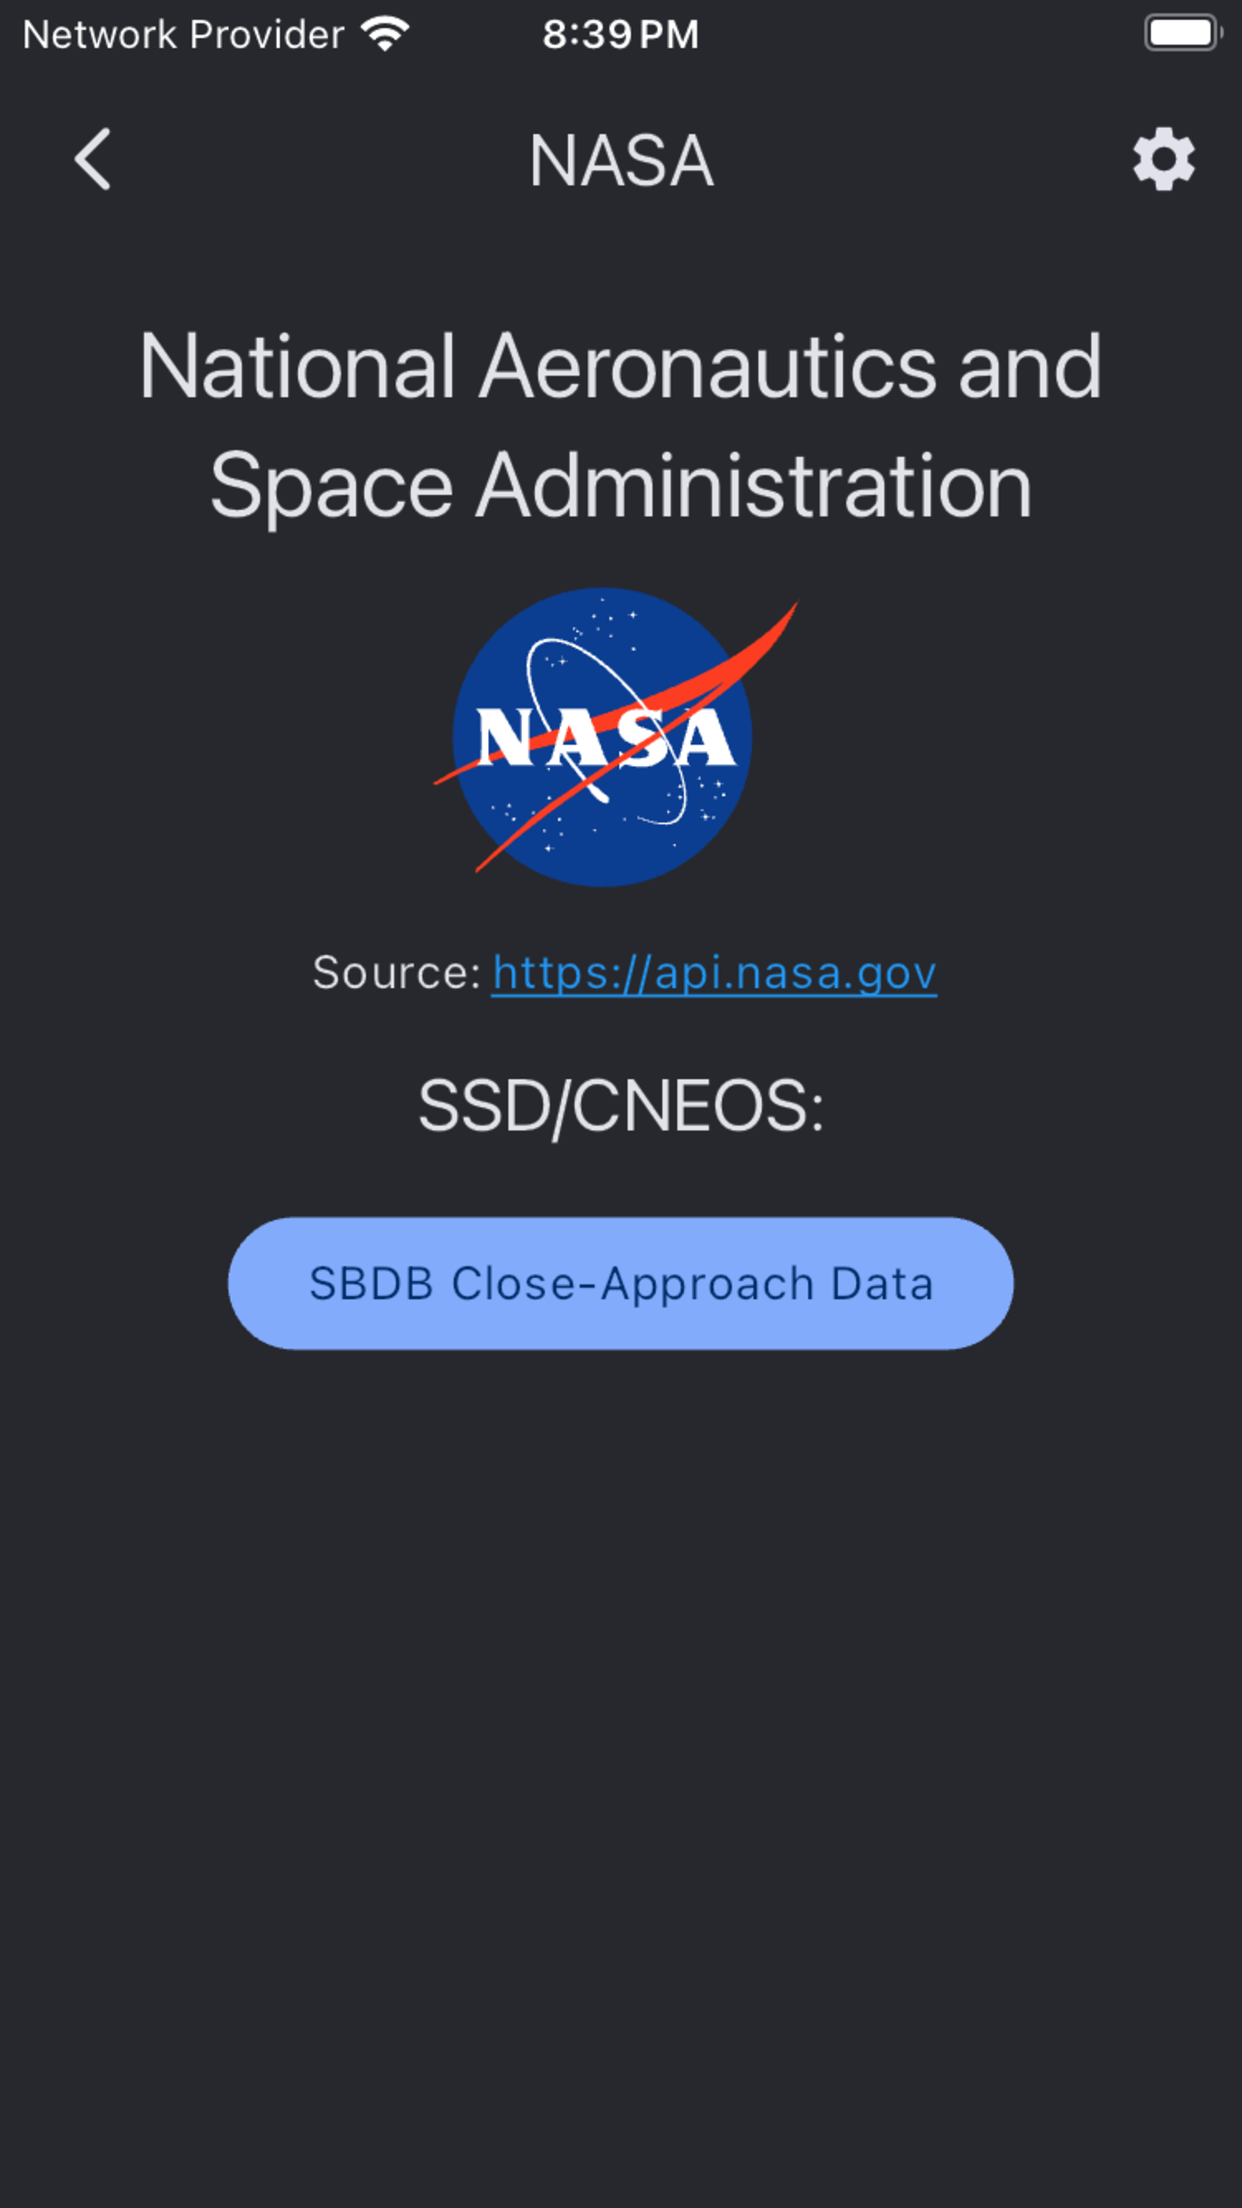 Network Provider 8:39 PM
NASA
National Aeronautics and
Space Administration
NASA
Source: https://api.nasa.gov
SSD/CNEOS:
SBDB Close-Approach Data